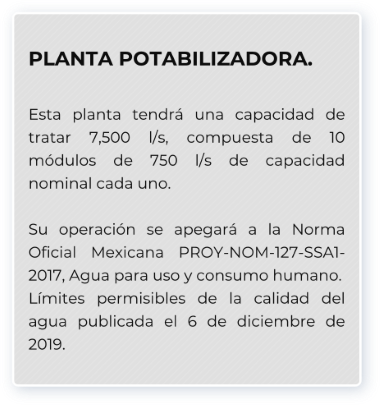 PLANTA POTABILIZADORA.
Esta planta tendrá una capacidad de
tratar 7,500 l/s, compuesta de 10
módulos de 750 l/s de capacidad
nominal cada uno.
Su operación se apegará a la Norma
Oficial Mexicana PROY-NOM-127-SSA1-
2017, Agua para uso y consumo humano.
Límites permisibles de la calidad del
agua publicada el 6 de diciembre de
2019.